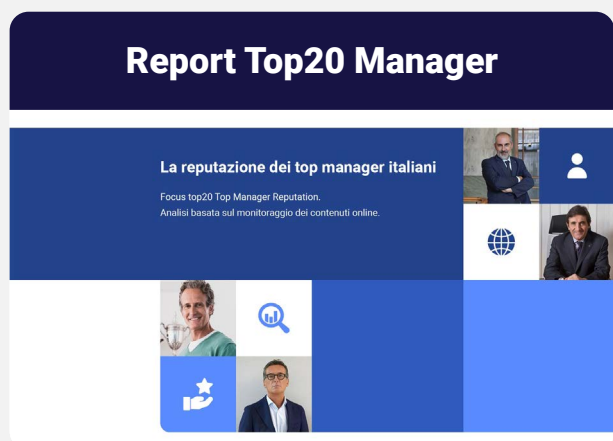 Report Top20 Manager
La reputazione dei top manager italiani
Focus top20 Top Manager Reputation.
Analisi basata sul monitoraggio dei contenuti online.